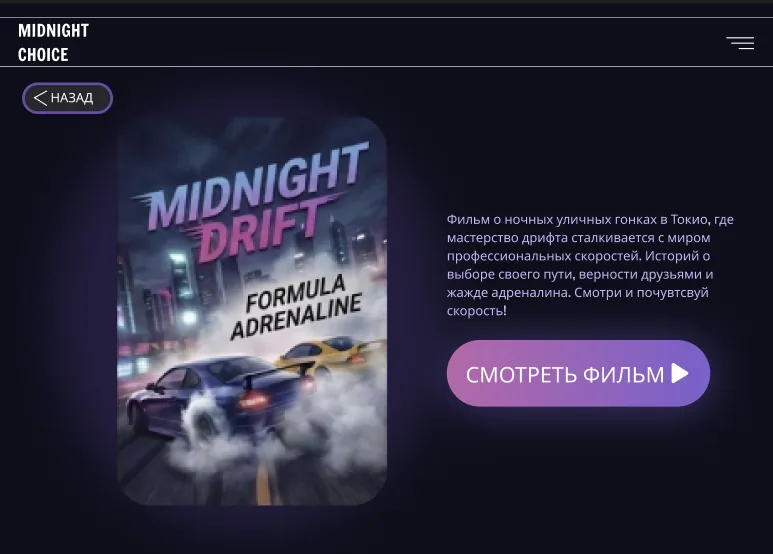 MIDNIGHT
CHOICE
НАЗАД
MIDNIGHT
DRIFT
FORMULA
ADRENALINE
Фильм о ночных уличных гонках в Токио, где
мастерство дрифта сталкивается с миром
профессиональных скоростей. Историй о
выборе своего пути, верности друзьями и
жажде адреналина. Смотри и почувтсвуй
скорость!
СМОТРЕТЬ ФИЛЬМ